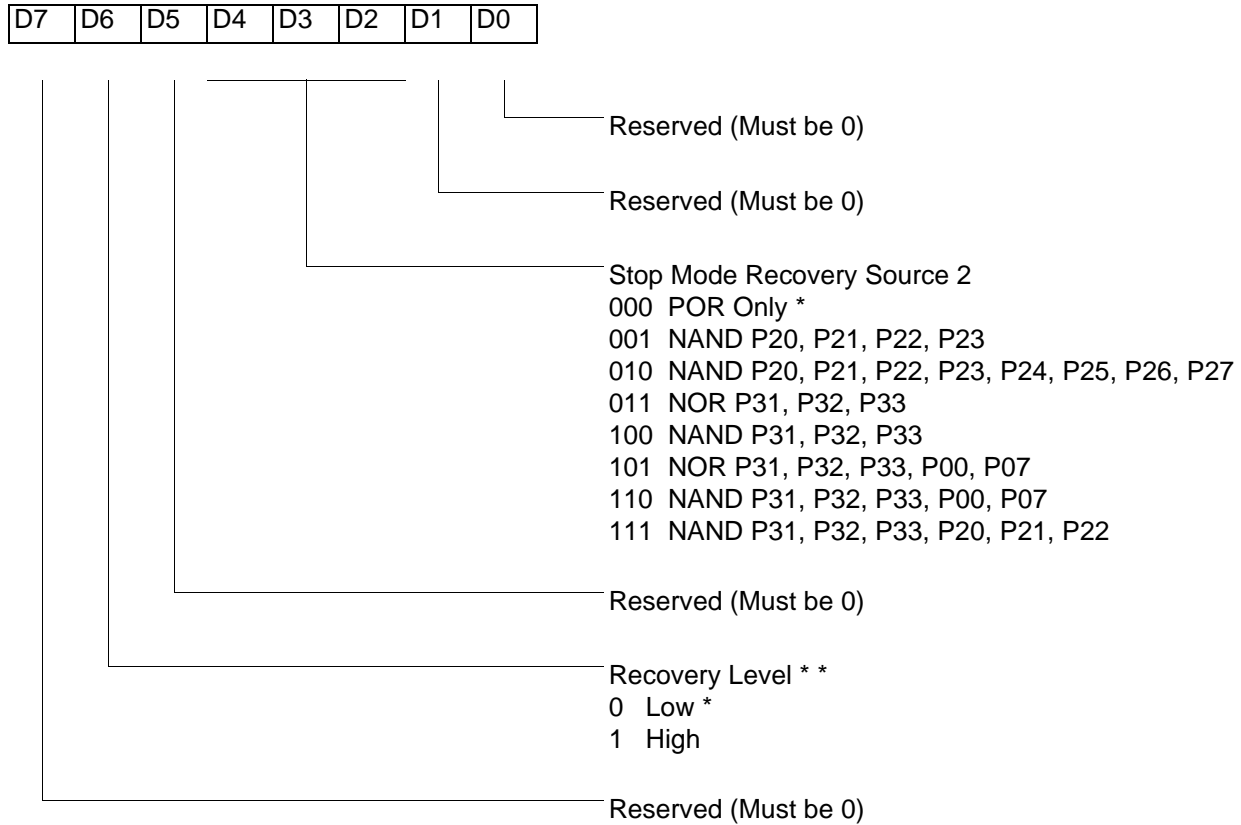 D7 D6 D5 D4 D3 D2 D1 D0
Reserved (Must be 0)
Reserved (Must be 0)
Stop Mode Recovery Source 2
000 POR Only *
001 NAND P20, P21, P22, P23
010 NAND P20, P21, P22, P23, P24, P25, P26, P27
011 NOR P31, P32, P33
100 NAND P31, P32, P33
101 NOR P31, P32, P33, P00, P07
110 NAND P31, P32, P33, P00, P07
111 NAND P31, P32, P33, P20, P21, P22
Reserved (Must be 0)
Recovery Level * *
0 Low *
1 High
Reserved (Must be 0)